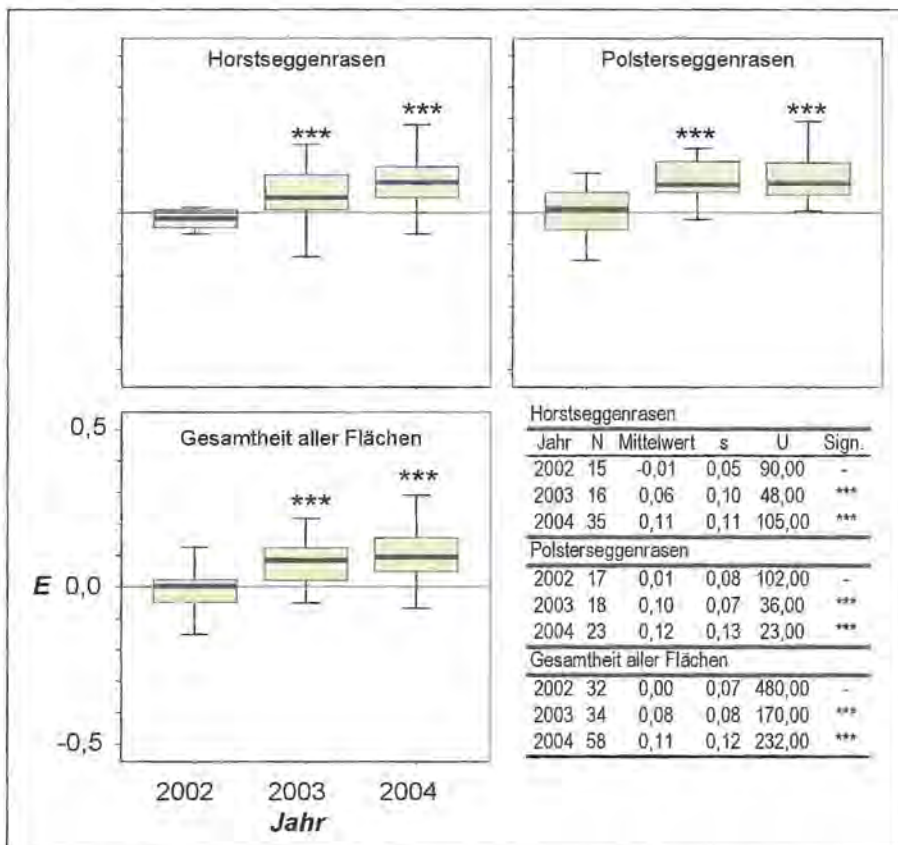 Horstseggenrasen
*** ***
Polsterseggenrasen
*** ***
Gesamtheit aller Flächen
*** ***
0,5
E 0,0
-0,5
2002 2003 2004
Jahr
Horstseggenrasen
Jahr N Mittelwert s U Sign.
2002 15 -0,01 0,05 90,00 -
2003 16 0,06 0,10 48,00 ***
2004 35 0,11 0,11 105,00 ***
Polsterseggenrasen
2002 17 0,01 0,08 102,00 -
2003 18 0,10 0,07 36,00 ***
2004 23 0,12 0,13 23,00 ***
Gesamtheit aller Flächen
2002 32 0,00 0,07 480,00 -
2003 34 0,08 0,08 170,00 ***
2004 58 0,11 0,12 232,00 ***